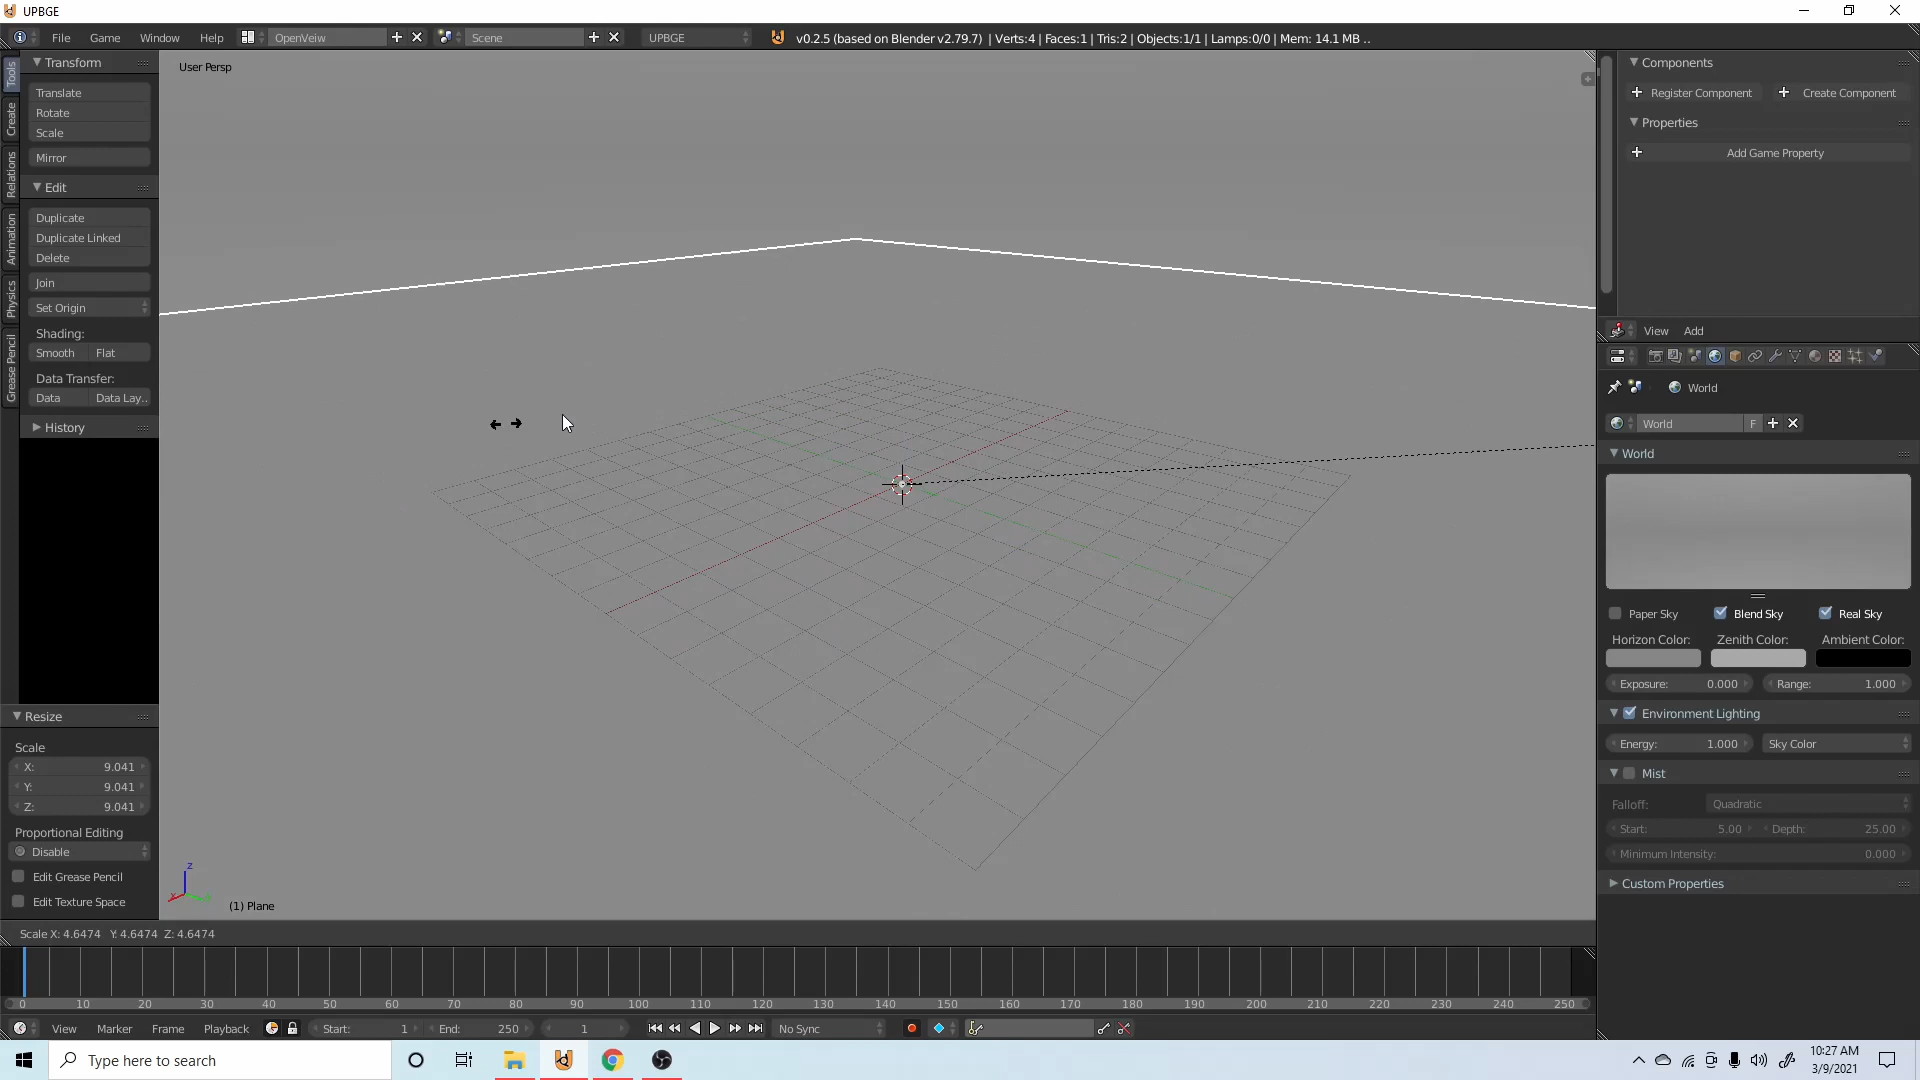 UPBGE
File Game Window Help OpenVeiw Scene UPBGE v0.2.5 (based on Blender v2.79.7) | Verts:4 | Faces:1 | Tris:2 | Objects:1/1 | Lamps:0/0 | Mem: 14.1 MB ..
Tools
Create
Relations
Animation
Physics
Grease Pencil
Transform
Translate
Rotate
Scale
Mirror
Edit
Duplicate
Duplicate Linked
Delete
Join
Set Origin
Shading:
Smooth Flat
Data Transfer:
Data Data Lay..
History
Resize
Scale
X: 9.041
Y: 9.041
Z: 9.041
Proportional Editing
Disable
Edit Grease Pencil
Edit Texture Space
User Persp
(1) Plane
Scale X: 4.6474 Y: 4.6474 Z: 4.6474
Components
Register Component Create Component
Properties
Add Game Property
View Add
World
World F
World
Paper Sky Blend Sky Real Sky
Horizon Color: Zenith Color: Ambient Color:
Exposure: 0.000 Range: 1.000
Environment Lighting
Energy: 1.000 Sky Color
Mist
Falloff: Quadratic
Start: 5.00 Depth: 25.00
Minimum Intensity: 0.000
Custom Properties
0 10 20 30 40 50 60 70 80 90 100 110 120 130 140 150 160 170 180 190 200 210 220 230 240 250
View Marker Frame Playback Start: 1 End: 250 1 No Sync
Type here to search
10:27 AM
3/9/2021